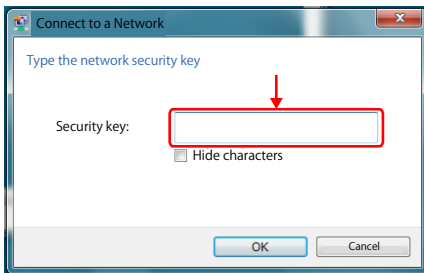 Connect to a Network
Type the network security key
Security key:
Hide characters
OK Cancel